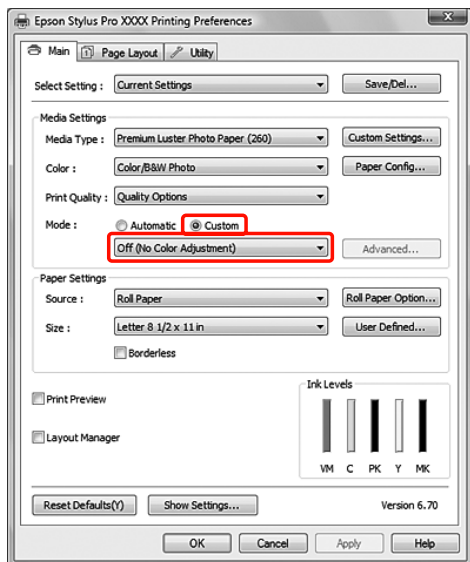 Epson Stylus Pro XXXX Printing Preferences
Main Page Layout Utility
Select Setting : Current Settings Save/Del...
Media Settings
Media Type : Premium Luster Photo Paper (260) Custom Settings...
Color : Color/B&W Photo Paper Config...
Print Quality : Quality Options
Mode : Automatic Custom
Off (No Color Adjustment) Advanced...
Paper Settings
Source : Roll Paper Roll Paper Option...
Size : Letter 8 1/2 x 11 in User Defined...
Borderless
Ink Levels
Print Preview
Layout Manager
VM C PK Y MK
Reset Defaults(Y) Show Settings... Version 6.70
OK Cancel Apply Help